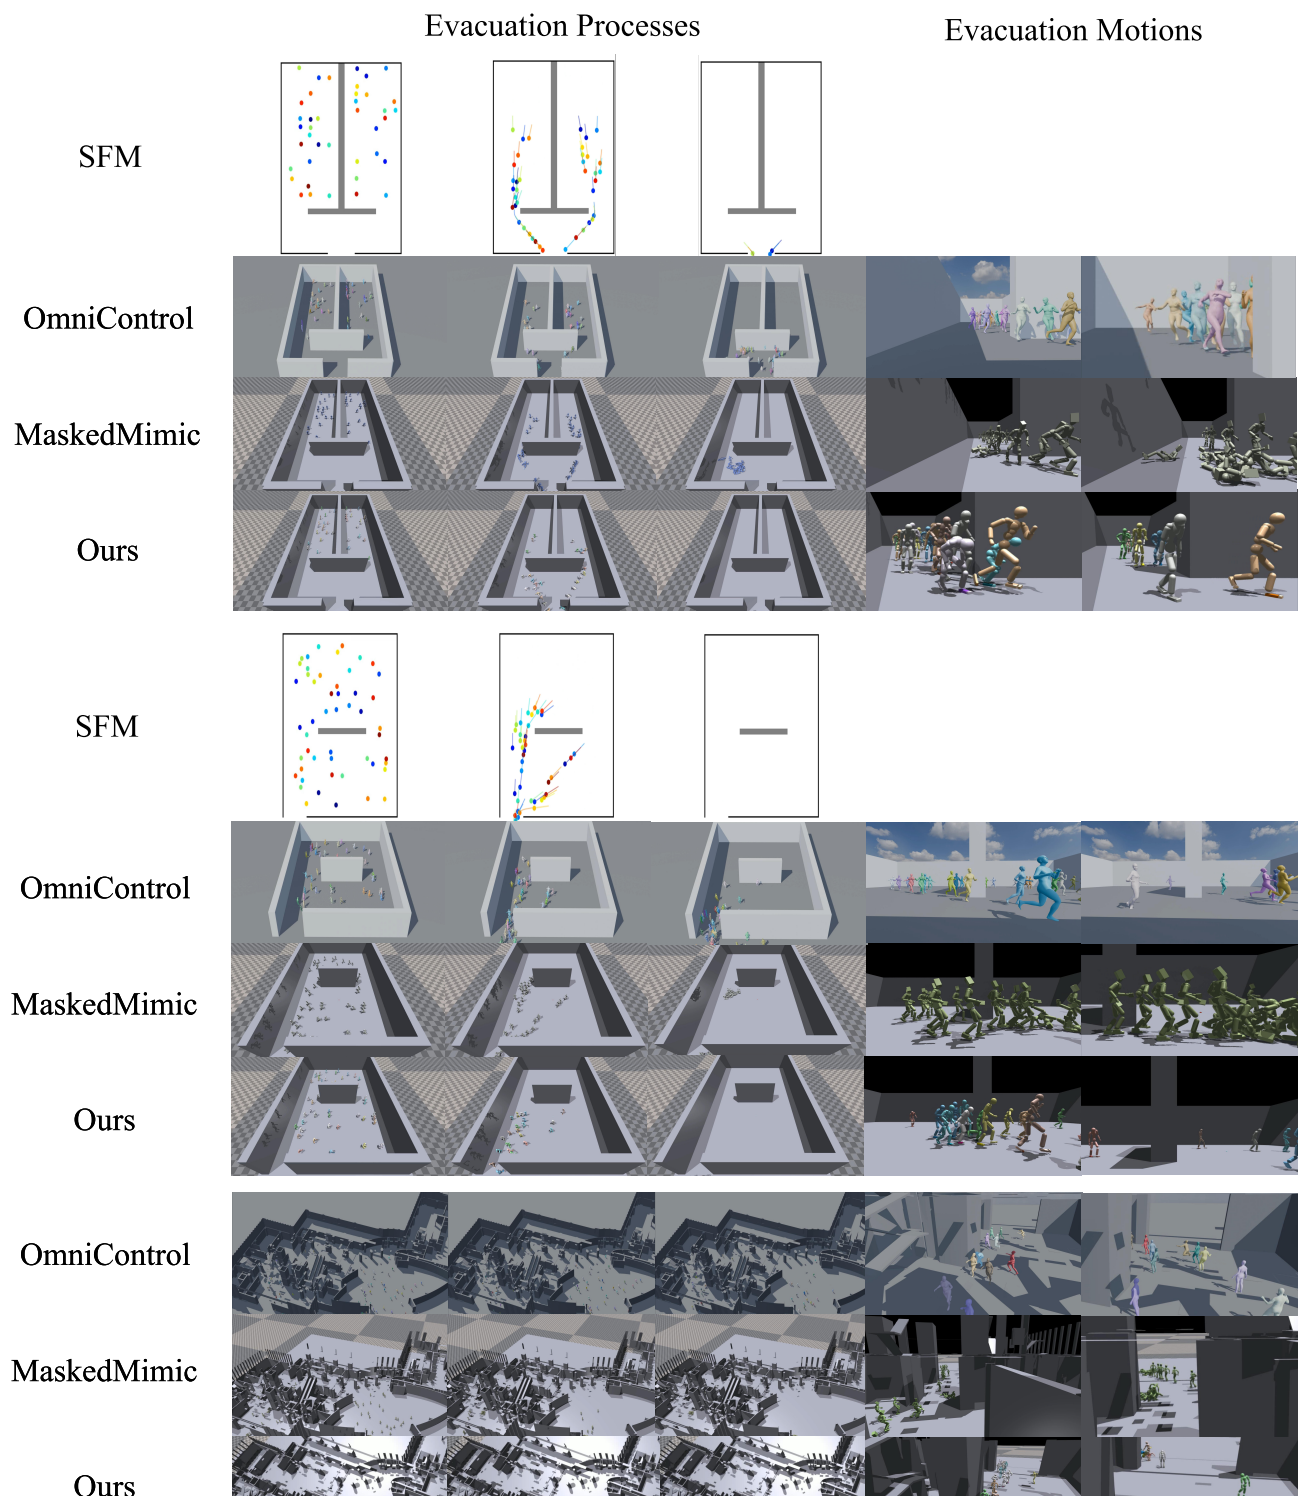 Evacuation Processes
Evacuation Motions
SFM
OmniControl
MaskedMimic
Ours
SFM
OmniControl
MaskedMimic
Ours
OmniControl
MaskedMimic
Ours